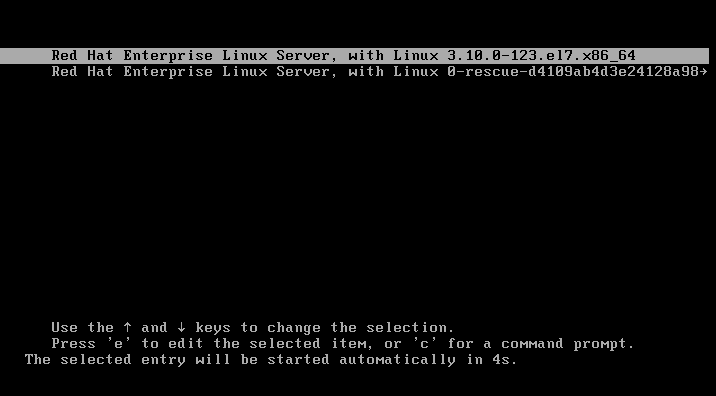 Red Hat Enterprise Linux Server, with Linux 3.10.0-123.el7.x86_64
Red Hat Enterprise Linux Server, with Linux 0-rescue-d4109ab4d3e24128a98→
Use the ↑ and ↓ keys to change the selection.
Press 'e' to edit the selected item, or 'c' for a command prompt.
The selected entry will be started automatically in 4s.